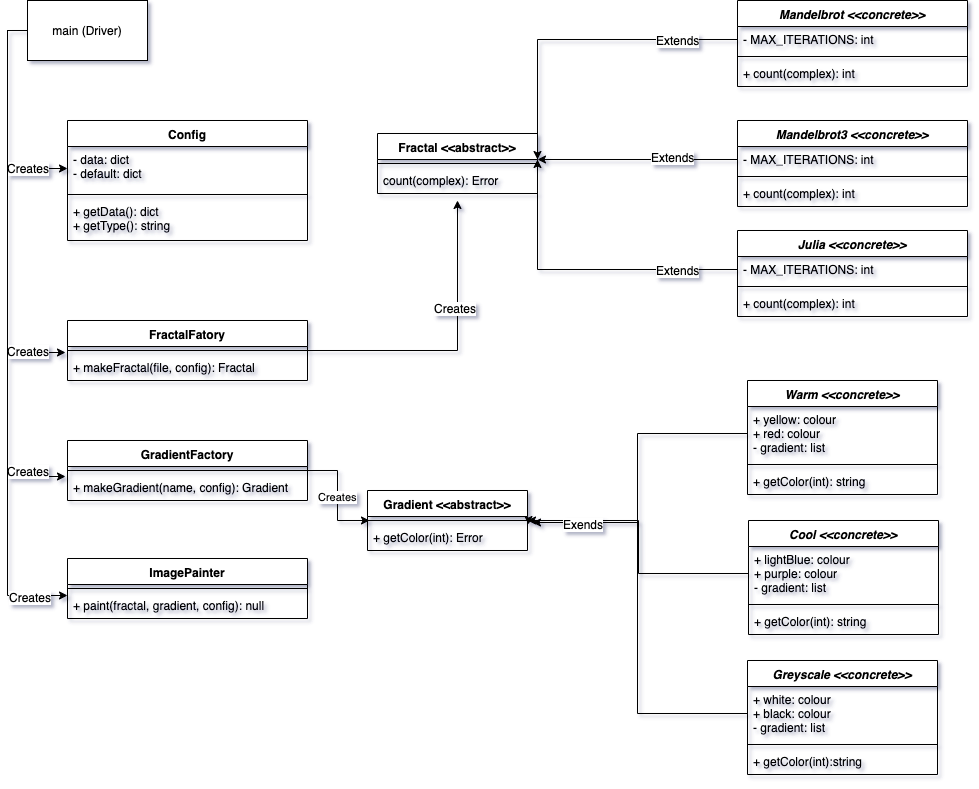 main (Driver)
Creates
Config
- data: dict
- default: dict
+ getData(): dict
+ getType(): string
Creates
FractalFatory
+ makeFractal(file, config): Fractal
Creates
GradientFactory
+ makeGradient(name, config): Gradient
Creates
ImagePainter
+ paint(fractal, gradient, config): null
Creates
Fractal <<abstract>>
count(complex): Error
Creates
Gradient <<abstract>>
+ getColor(int): Error
Extends
Mandelbrot <<concrete>>
- MAX_ITERATIONS: int
+ count(complex): int
Extends
Mandelbrot3 <<concrete>>
- MAX_ITERATIONS: int
+ count(complex): int
Extends
Julia <<concrete>>
- MAX_ITERATIONS: int
+ count(complex): int
Exends
Warm <<concrete>>
+ yellow: colour
+ red: colour
- gradient: list
+ getColor(int): string
Cool <<concrete>>
+ lightBlue: colour
+ purple: colour
- gradient: list
+ getColor(int): string
Greyscale <<concrete>>
+ white: colour
+ black: colour
- gradient: list
+ getColor(int):string